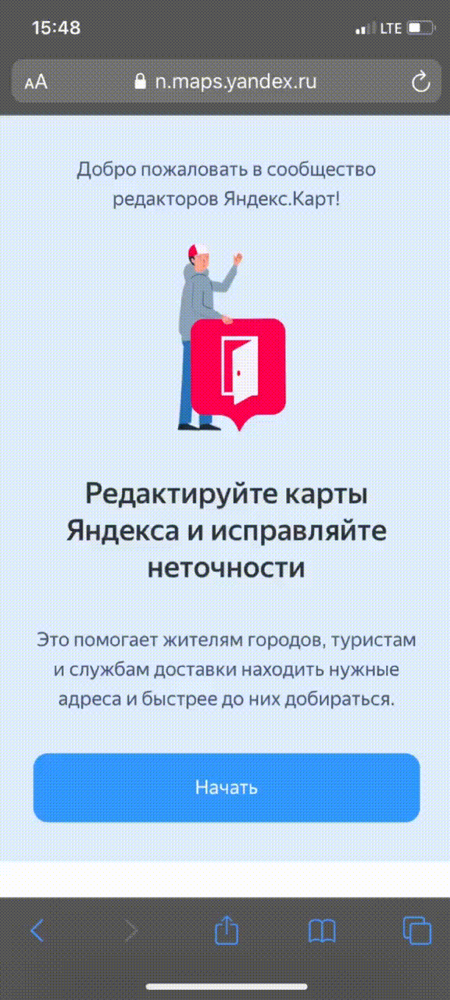 15:48
LTE
AA
n.maps.yandex.ru
Добро пожаловать в сообщество
редакторов Яндекс.Карт!
Редактируйте карты
Яндекса и исправляйте
неточности
Это помогает жителям городов, туристам
и службам доставки находить нужные
адреса и быстрее до них добираться.
Начать